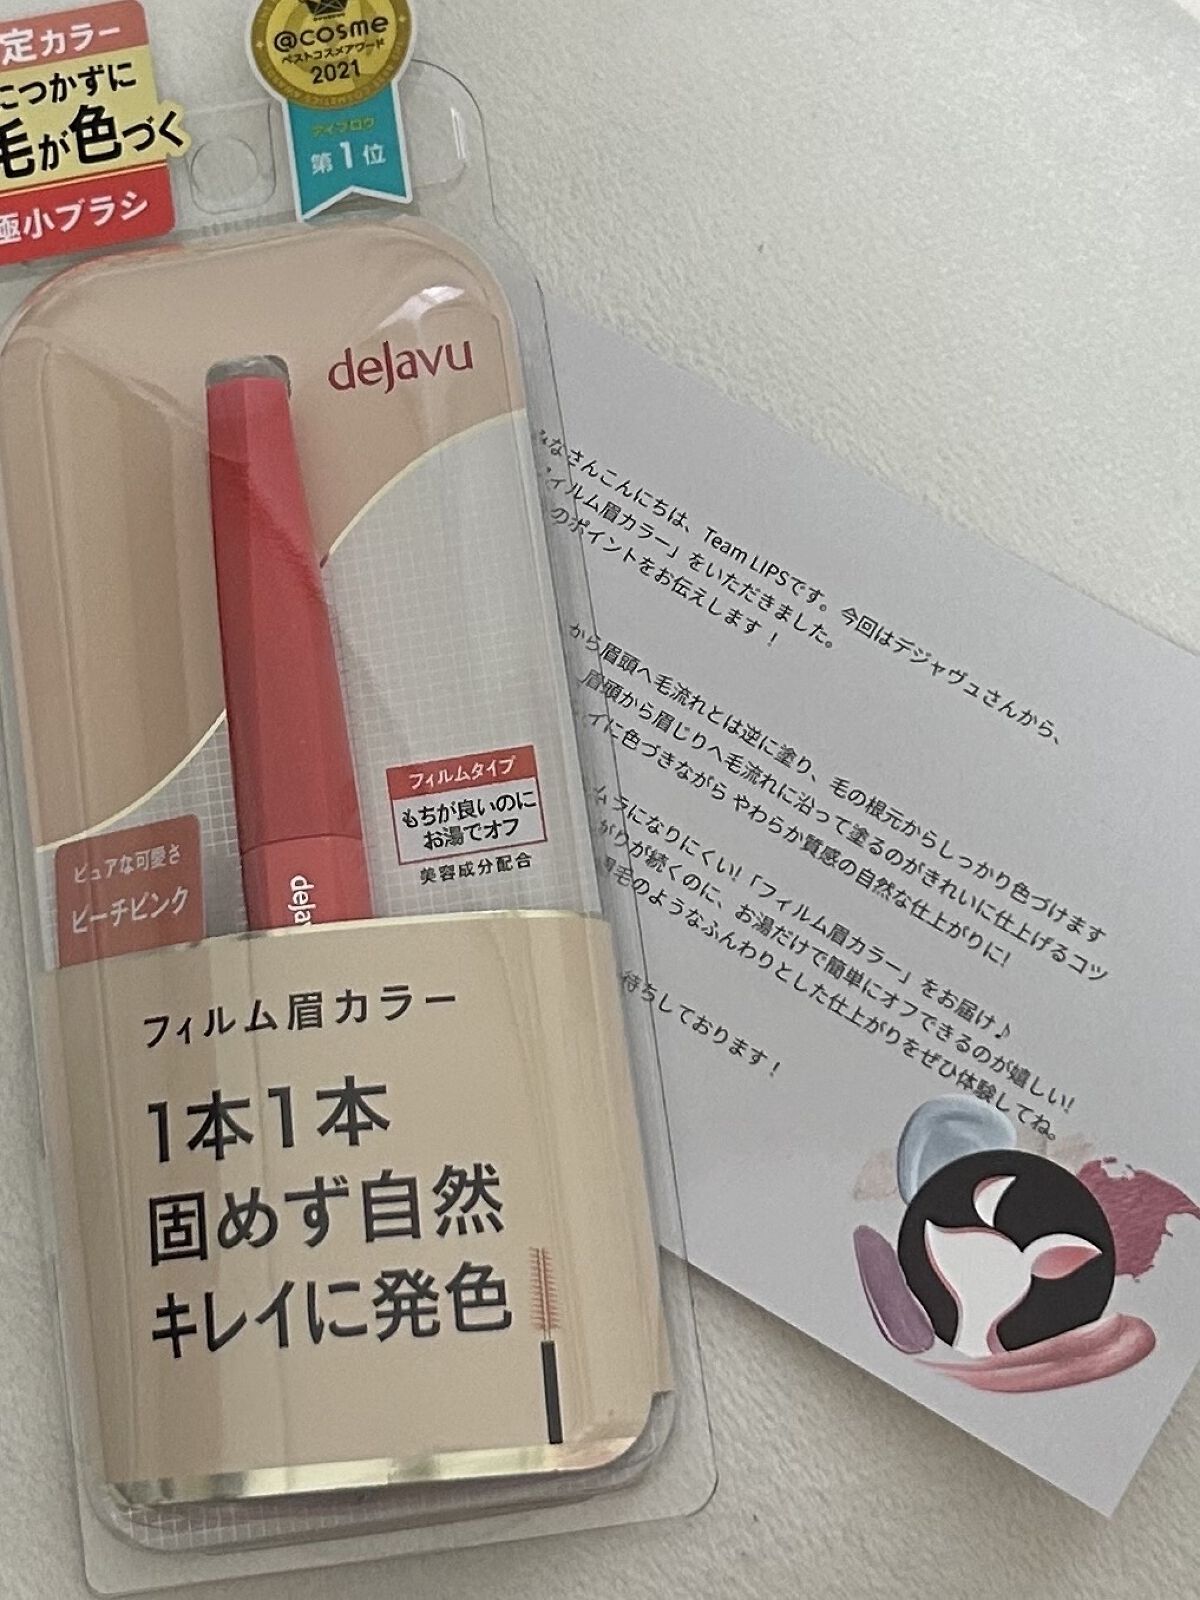 定カラー
につかずに
毛が色づく
極小ブラシ
@cosme
ベストコスメアワード
2021
アイブロウ
第1位
dejavu
フィルムタイプ
もちが良いのに
お湯でオフ
美容成分配合
ピュアな可愛さ
ピーチピンク
deja
フィルム眉カラー
1本1本
固めず自然
キレイに発色
みなさんこんにちは、Team LIPSです。今回はデジャヴュさんから、
フィルム眉カラー」をいただきました。
のポイントをお伝えします！
から眉頭へ毛流れとは逆に塗り、毛の根元からしっかり色づけます
眉頭から眉じりへ毛流れに沿って塗るのがきれいに仕上げるコツ
イに色づきながら やわらか質感の自然な仕上がりに!
ムラになりにくい!「フィルム眉カラー」をお届け♪
がりが続くのに、お湯だけで簡単にオフできるのが嬉しい!
眉毛のようなふんわりとした仕上がりをぜひ体験してね。
待ちしております！